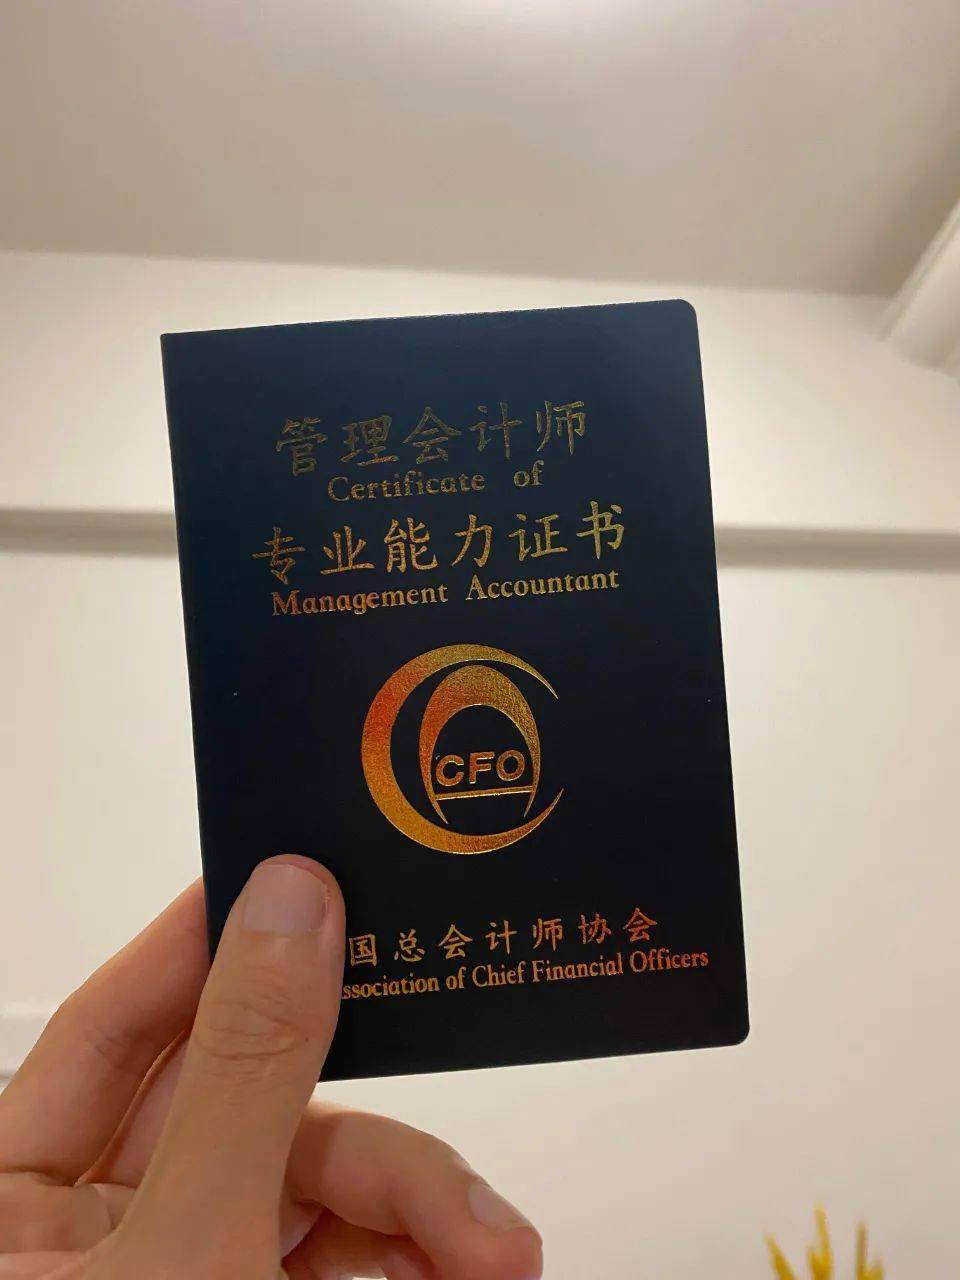 管理会计师
Certificate of
专业能力证书
Management Accountant
CFO
国总会计师协会
ssociation of Chief Financial Officers